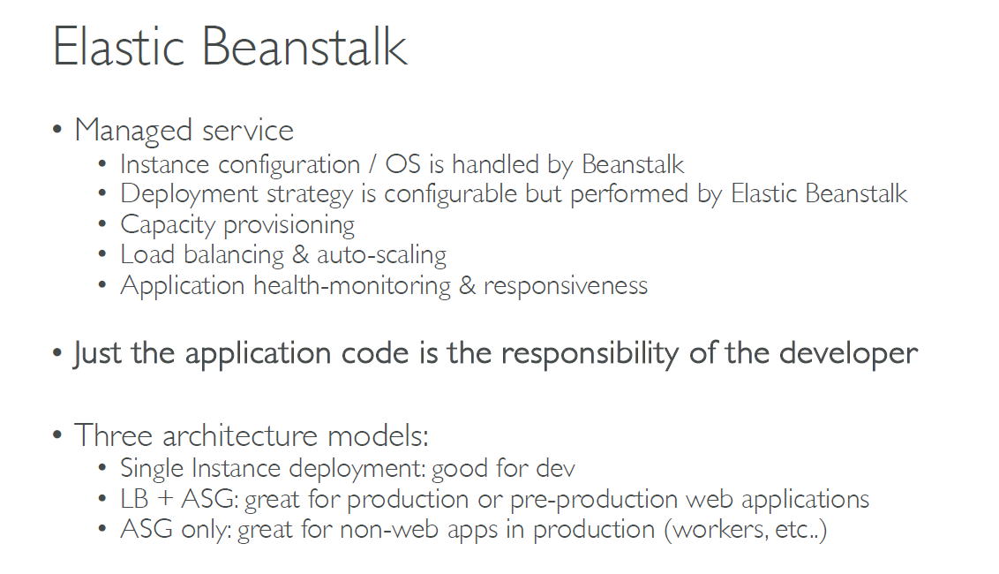 Elastic Beanstalk
• Managed service
• Instance configuration / OS is handled by Beanstalk
• Deployment strategy is configurable but performed by Elastic Beanstalk
• Capacity provisioning
• Load balancing & auto-scaling
• Application health-monitoring & responsiveness
• Just the application code is the responsibility of the developer
• Three architecture models:
• Single Instance deployment: good for dev
• LB + ASG: great for production or pre-production web applications
• ASG only: great for non-web apps in production (workers, etc..)